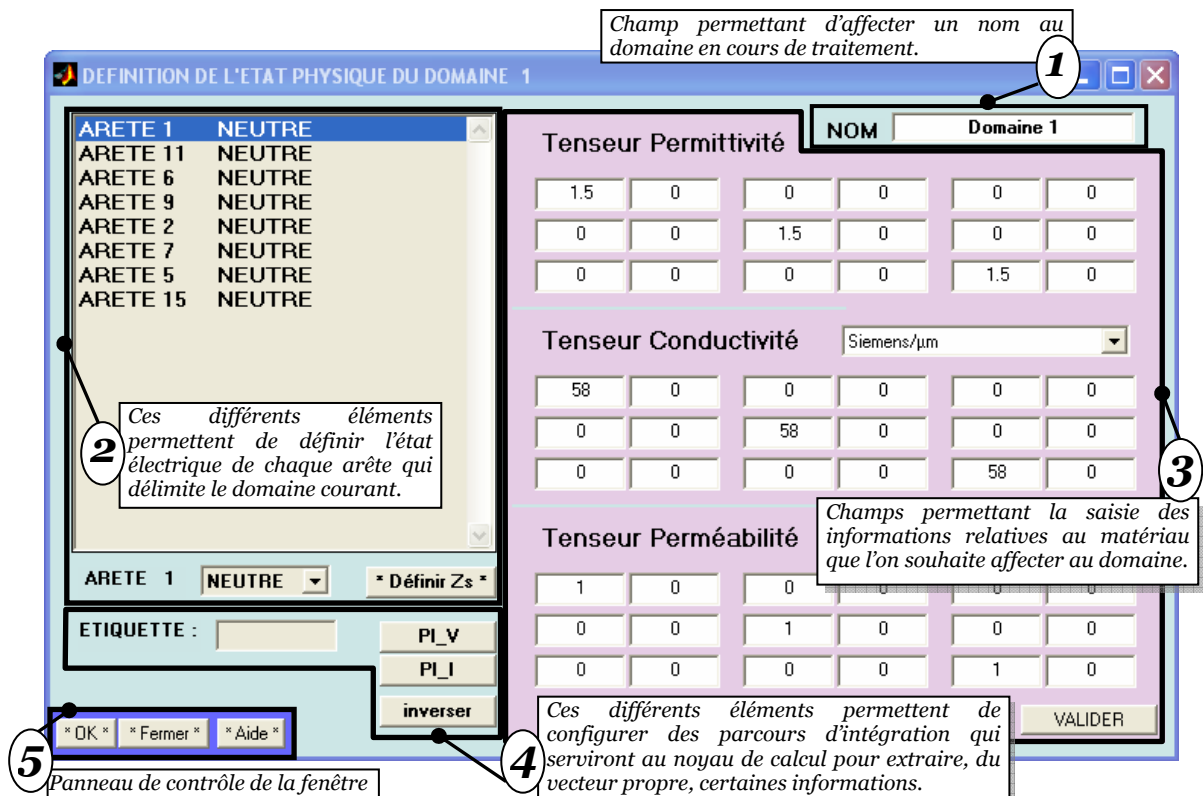 Champ permettant d'affecter un nom au
domaine en cours de traitement.
1
DEFINITION DE L'ETAT PHYSIQUE DU DOMAINE 1
NOM Domaine 1
ARETE 1 NEUTRE
ARETE 11 NEUTRE
ARETE 6 NEUTRE
ARETE 9 NEUTRE
ARETE 2 NEUTRE
ARETE 7 NEUTRE
ARETE 5 NEUTRE
ARETE 15 NEUTRE
2
Ces différents éléments
permettent de définir l'état
électrique de chaque arête qui
délimite le domaine courant.
ARETE 1 NEUTRE * Définir Zs *
ETIQUETTE :
PI_V
PI_I
inverser
Tenseur Permittivité
1.5 0 0 0 0 0
0 0 1.5 0 0 0
0 0 0 0 1.5 0
Tenseur Conductivité Siemens/µm
58 0 0 0 0 0
0 0 58 0 0 0
0 0 0 0 58 0
3
Champs permettant la saisie des
informations relatives au matériau
que l'on souhaite affecter au domaine.
Tenseur Perméabilité
1 0 0 0 0 0
0 0 1 0 0 0
0 0 0 0 1 0
VALIDER
4
Ces différents éléments permettent de
configurer des parcours d'intégration qui
serviront au noyau de calcul pour extraire, du
vecteur propre, certaines informations.
* OK * * Fermer * * Aide *
5
Panneau de contrôle de la fenêtre